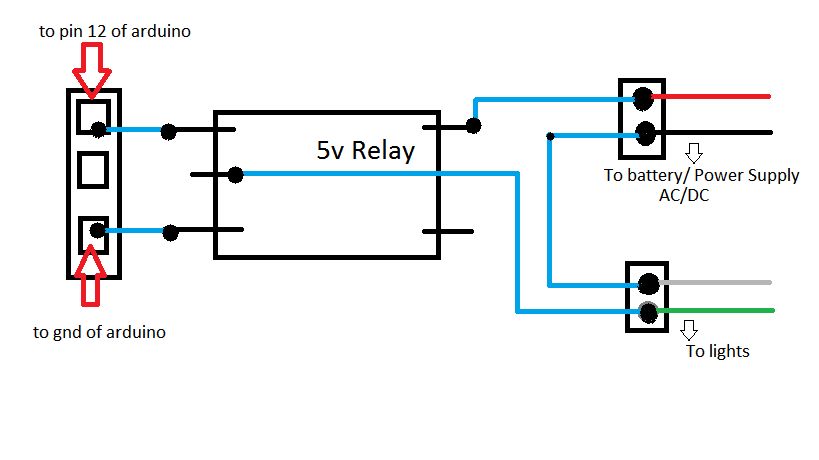 to pin 12 of arduino
5v Relay
To battery/ Power Supply
AC/DC
to gnd of arduino
To lights